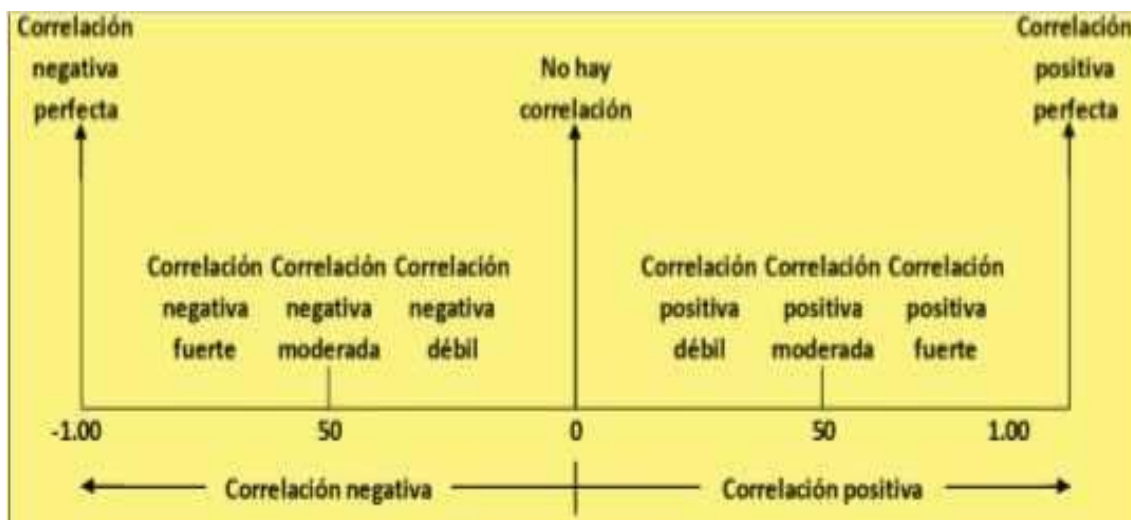 Correlación
negativa
perfecta
No hay
correlación
Correlación
positiva
perfecta
Correlación
negativa
fuerte
Correlación
negativa
moderada
Correlación
negativa
débil
Correlación
positiva
débil
Correlación
positiva
moderada
Correlación
positiva
fuerte
-1.00 50 0 50 1.00
Correlación negativa Correlación positiva